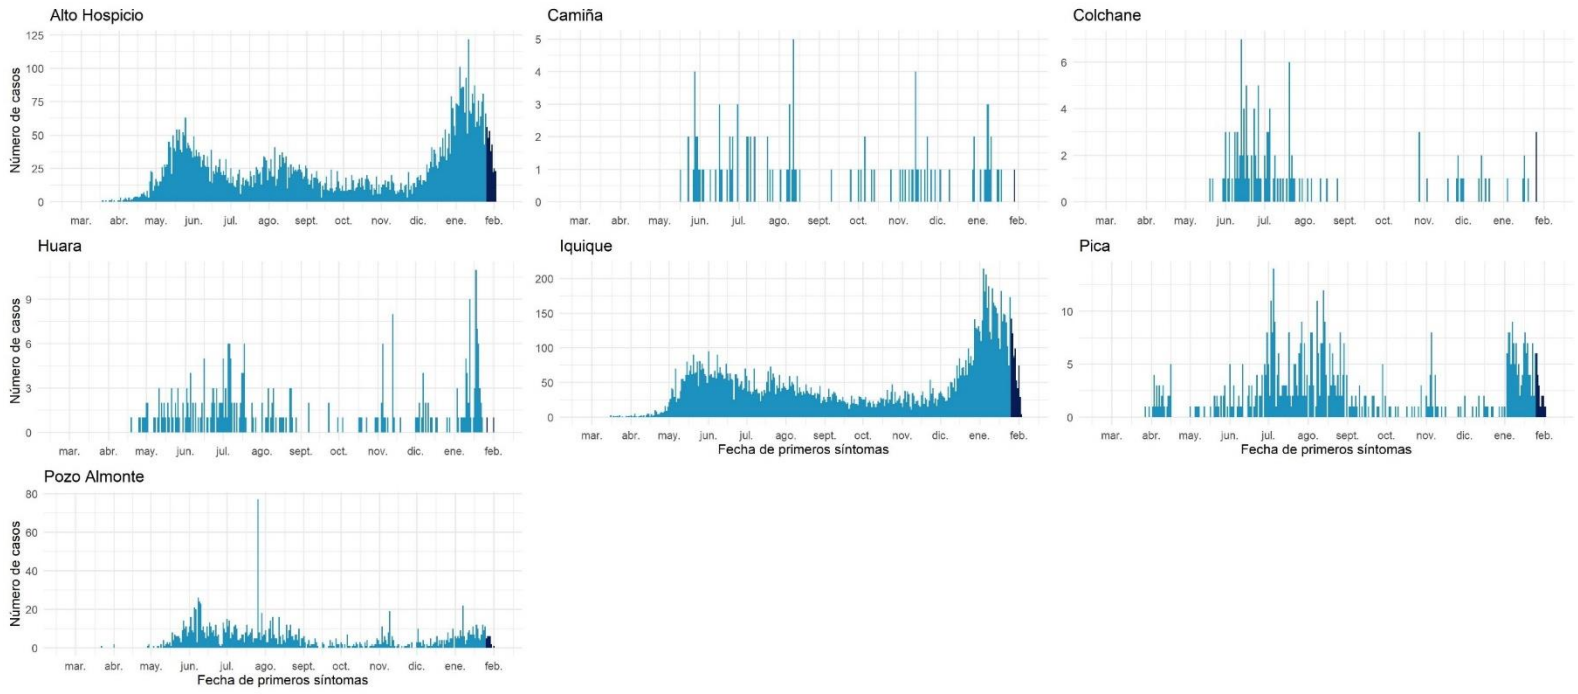 Alto Hospicio
Número de casos
125
100
75
50
25
0
mar. abr. may. jun. jul. ago. sept. oct. nov. dic. ene. feb.
Camiña
5
4
3
2
1
0
mar. abr. may. jun. jul. ago. sept. oct. nov. dic. ene. feb.
Colchane
6
4
2
0
mar. abr. may. jun. jul. ago. sept. oct. nov. dic. ene. feb.
Huara
9
6
3
0
mar. abr. may. jun. jul. ago. sept. oct. nov. dic. ene. feb.
Iquique
200
150
100
50
0
mar. abr. may. jun. jul. ago. sept. oct. nov. dic. ene. feb.
Fecha de primeros síntomas
Pica
10
5
0
mar. abr. may. jun. jul. ago. sept. oct. nov. dic. ene. feb.
Fecha de primeros síntomas
Pozo Almonte
Número de casos
80
60
40
20
0
mar. abr. may. jun. jul. ago. sept. oct. nov. dic. ene. feb.
Fecha de primeros síntomas